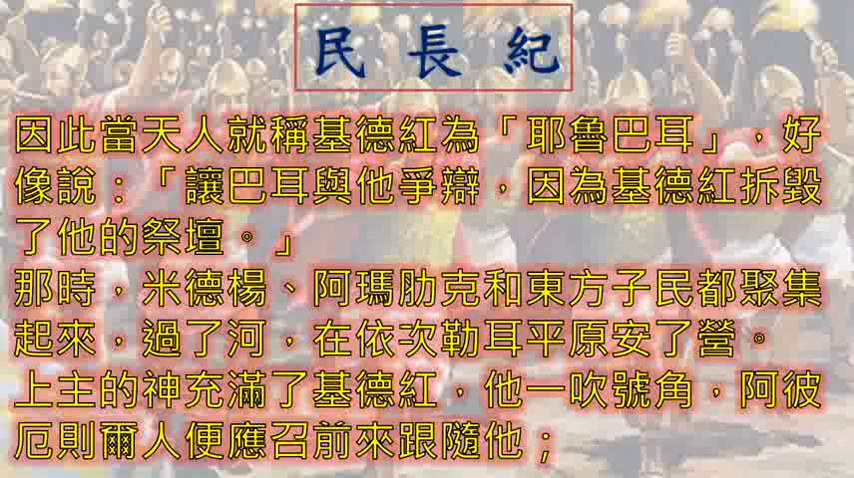 民長紀
因此當天人就稱基德紅為「耶魯巴耳」，好
像說：「讓巴耳與他爭辯，因為基德紅拆毀
了他的祭壇。」
那時，米德楊、阿瑪肋克和東方子民都聚集
起來，過了河，在依次勒耳平原安了營。
上主的神充滿了基德紅，他一吹號角，阿彼
厄則爾人便應召前來跟隨他；